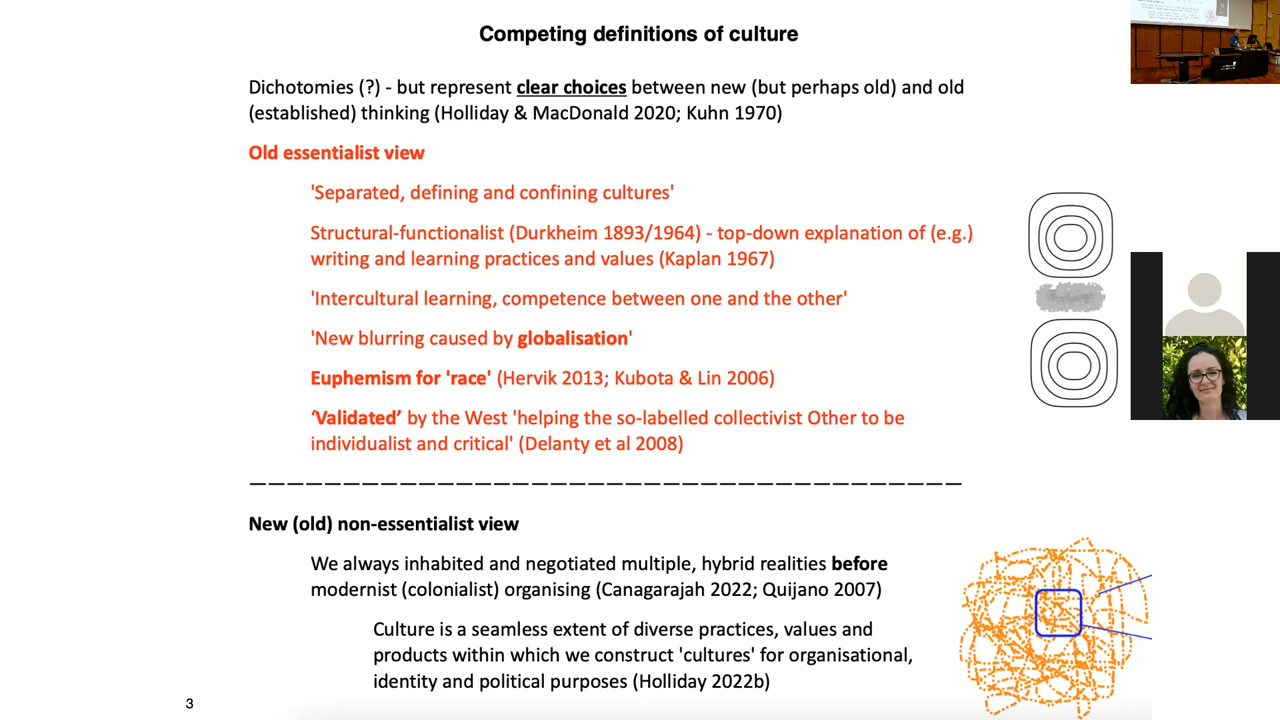 Competing definitions of culture
Dichotomies (?) - but represent clear choices between new (but perhaps old) and old
(established) thinking (Holliday & MacDonald 2020; Kuhn 1970)
Old essentialist view
'Separated, defining and confining cultures'
Structural-functionalist (Durkheim 1893/1964) - top-down explanation of (e.g.)
writing and learning practices and values (Kaplan 1967)
'Intercultural learning, competence between one and the other'
'New blurring caused by globalisation'
Euphemism for 'race' (Hervik 2013; Kubota & Lin 2006)
‘Validated’ by the West 'helping the so-labelled collectivist Other to be
individualist and critical' (Delanty et al 2008)
New (old) non-essentialist view
We always inhabited and negotiated multiple, hybrid realities before
modernist (colonialist) organising (Canagarajah 2022; Quijano 2007)
Culture is a seamless extent of diverse practices, values and
products within which we construct 'cultures' for organisational,
identity and political purposes (Holliday 2022b)
3